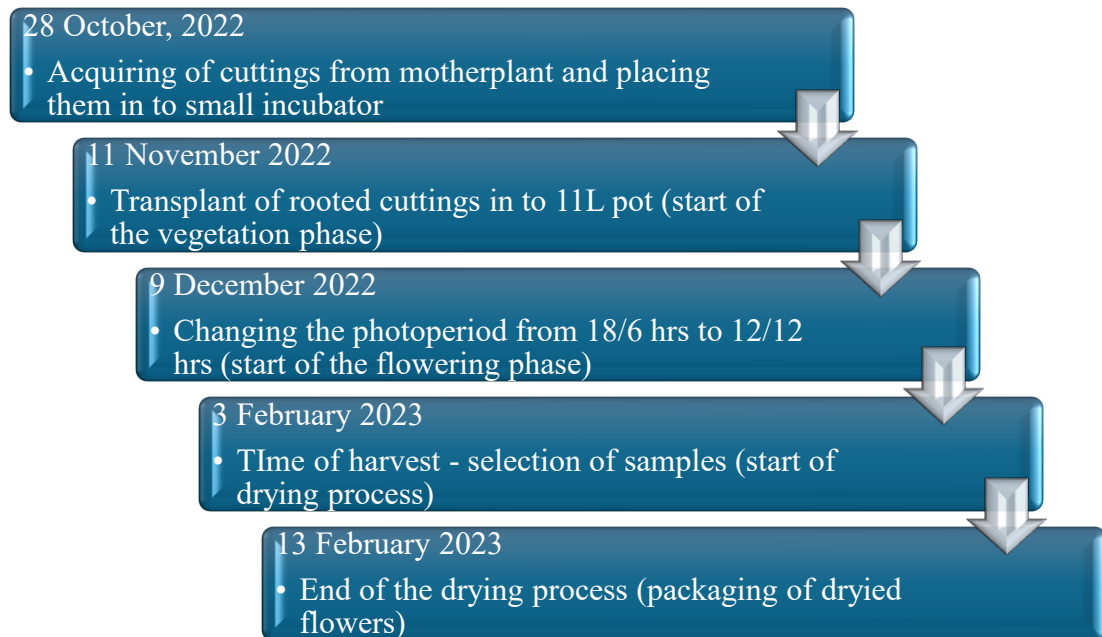 28 October, 2022
• Acquiring of cuttings from motherplant and placing
them in to small incubator
11 November 2022
• Transplant of rooted cuttings in to 11L pot (start of
the vegetation phase)
9 December 2022
• Changing the photoperiod from 18/6 hrs to 12/12
hrs (start of the flowering phase)
3 February 2023
• TIme of harvest - selection of samples (start of
drying process)
13 February 2023
• End of the drying process (packaging of dryied
flowers)